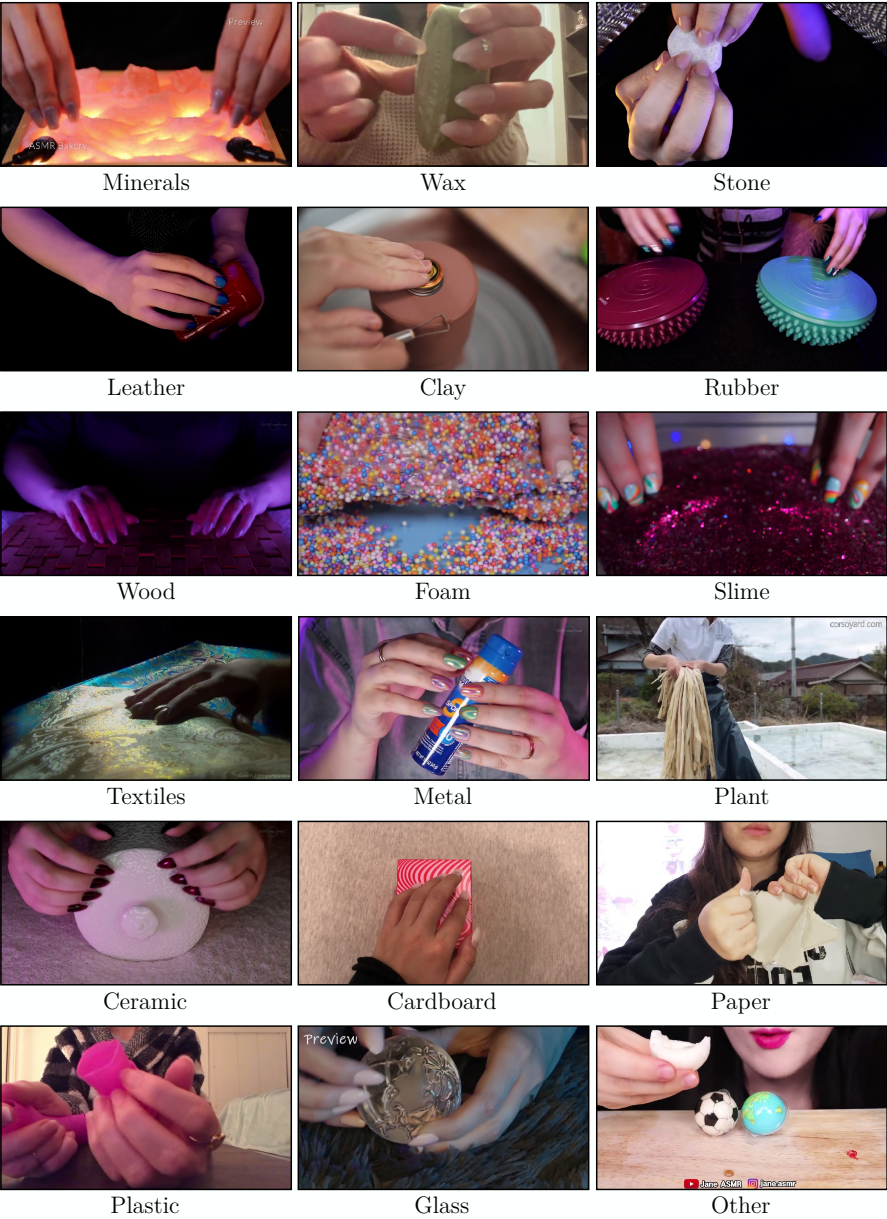 Preview
ASMR Bakery
Minerals
Wax
Stone
Leather
Clay
Rubber
Wood
Foam
Slime
corsoyard.com
Textiles
Metal
Plant
Ceramic
Cardboard
Paper
Preview
Jane ASMR jane.asmr
Plastic
Glass
Other